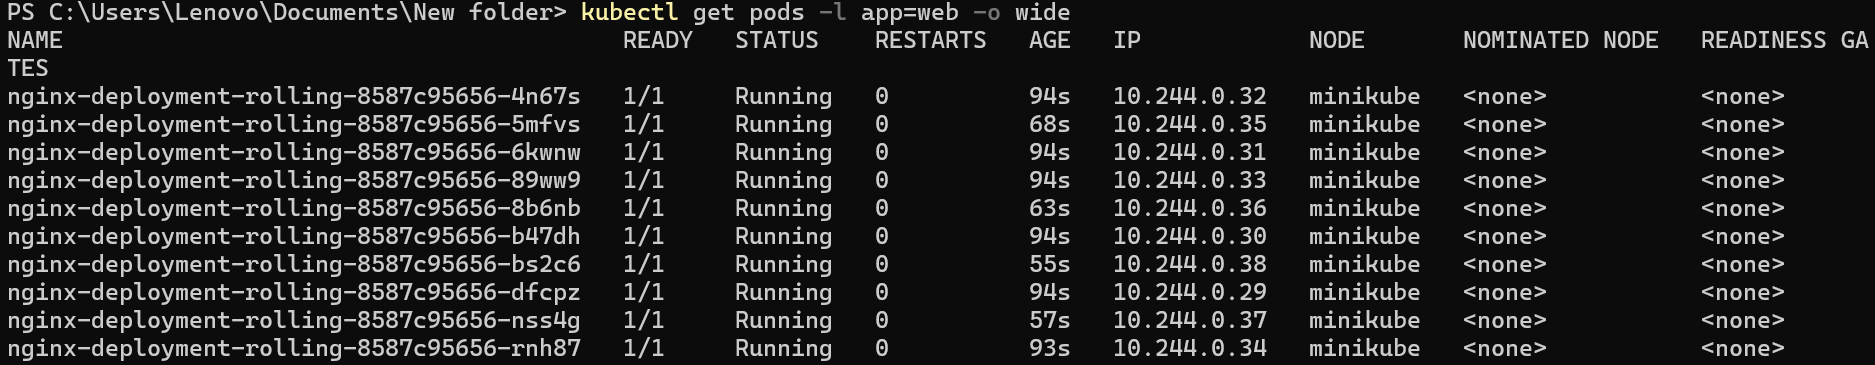 PS C:\Users\Lenovo\Documents\New folder> kubectl get pods -l app=web -o wide
NAME                                        READY   STATUS    RESTARTS   AGE   IP            NODE       NOMINATED NODE   READINESS GA
TES
nginx-deployment-rolling-8587c95656-4n67s   1/1     Running   0          94s   10.244.0.32   minikube   <none>           <none>
nginx-deployment-rolling-8587c95656-5mfvs   1/1     Running   0          68s   10.244.0.35   minikube   <none>           <none>
nginx-deployment-rolling-8587c95656-6kwnw   1/1     Running   0          94s   10.244.0.31   minikube   <none>           <none>
nginx-deployment-rolling-8587c95656-89ww9   1/1     Running   0          94s   10.244.0.33   minikube   <none>           <none>
nginx-deployment-rolling-8587c95656-8b6nb   1/1     Running   0          63s   10.244.0.36   minikube   <none>           <none>
nginx-deployment-rolling-8587c95656-b47dh   1/1     Running   0          94s   10.244.0.30   minikube   <none>           <none>
nginx-deployment-rolling-8587c95656-bs2c6   1/1     Running   0          55s   10.244.0.38   minikube   <none>           <none>
nginx-deployment-rolling-8587c95656-dfcpz   1/1     Running   0          94s   10.244.0.29   minikube   <none>           <none>
nginx-deployment-rolling-8587c95656-nss4g   1/1     Running   0          57s   10.244.0.37   minikube   <none>           <none>
nginx-deployment-rolling-8587c95656-rnh87   1/1     Running   0          93s   10.244.0.34   minikube   <none>           <none>